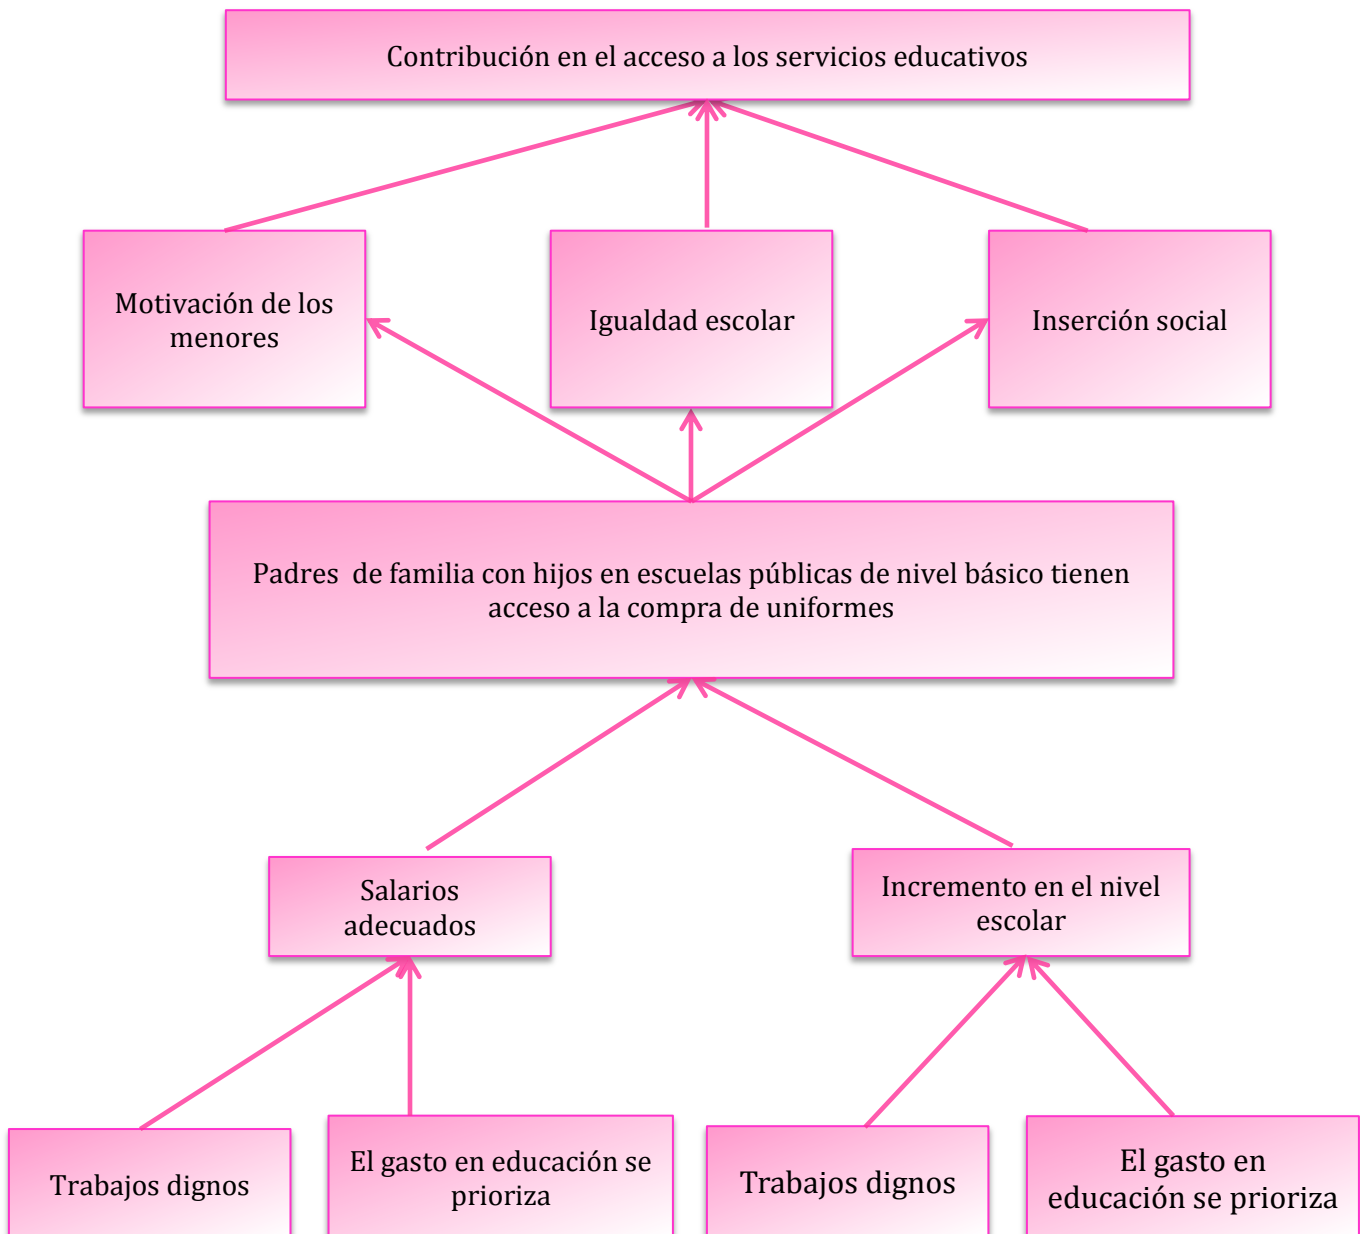 Contribución en el acceso a los servicios educativos
Motivación de los
menores
Igualdad escolar
Inserción social
Padres  de familia con hijos en escuelas públicas de nivel básico tienen
acceso a la compra de uniformes
Salarios
adecuados
Incremento en el nivel
escolar
Trabajos dignos
El gasto en educación se
prioriza
Trabajos dignos
El gasto en
educación se prioriza